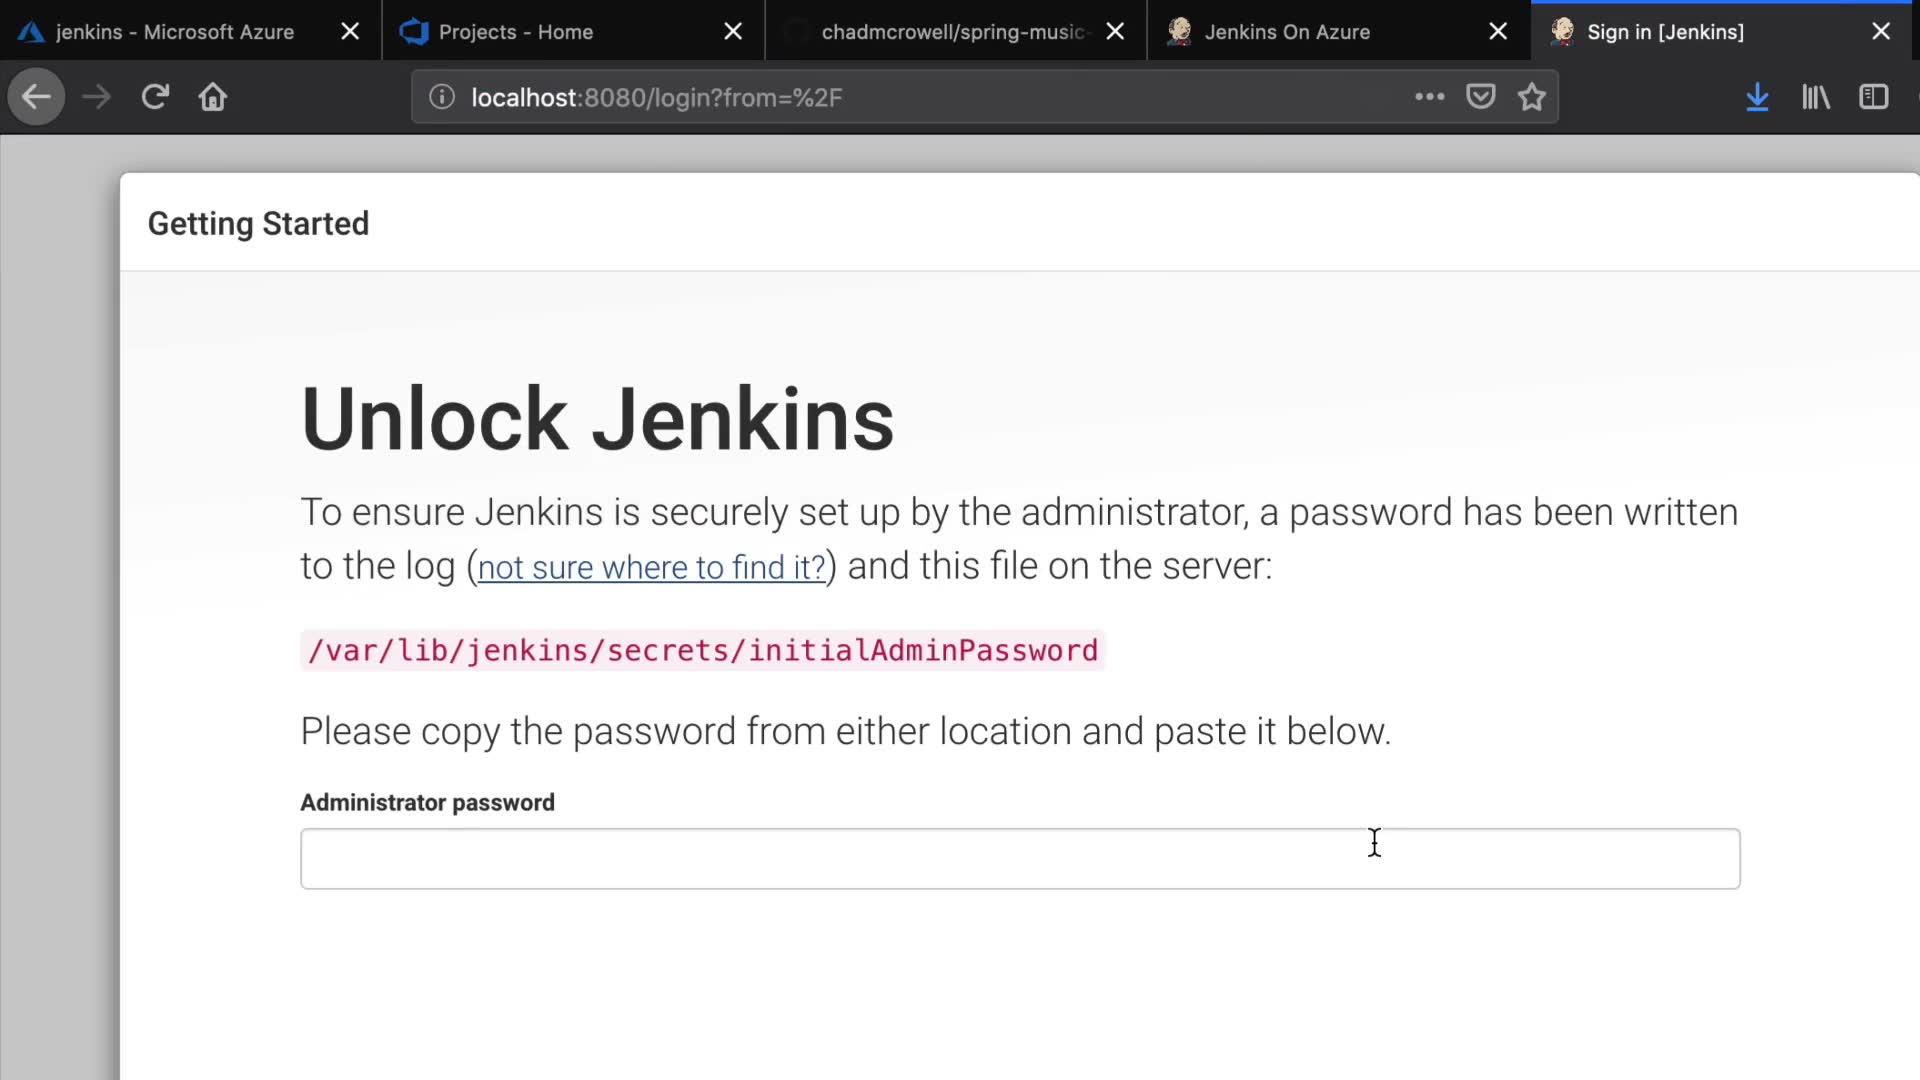 jenkins - Microsoft Azure
Projects - Home
chadmcrowell/spring-music-
Jenkins On Azure
Sign in [Jenkins]
localhost:8080/login?from=%2F
Getting Started
Unlock Jenkins
To ensure Jenkins is securely set up by the administrator, a password has been written
to the log (not sure where to find it?) and this file on the server:
/var/lib/jenkins/secrets/initialAdminPassword
Please copy the password from either location and paste it below.
Administrator password